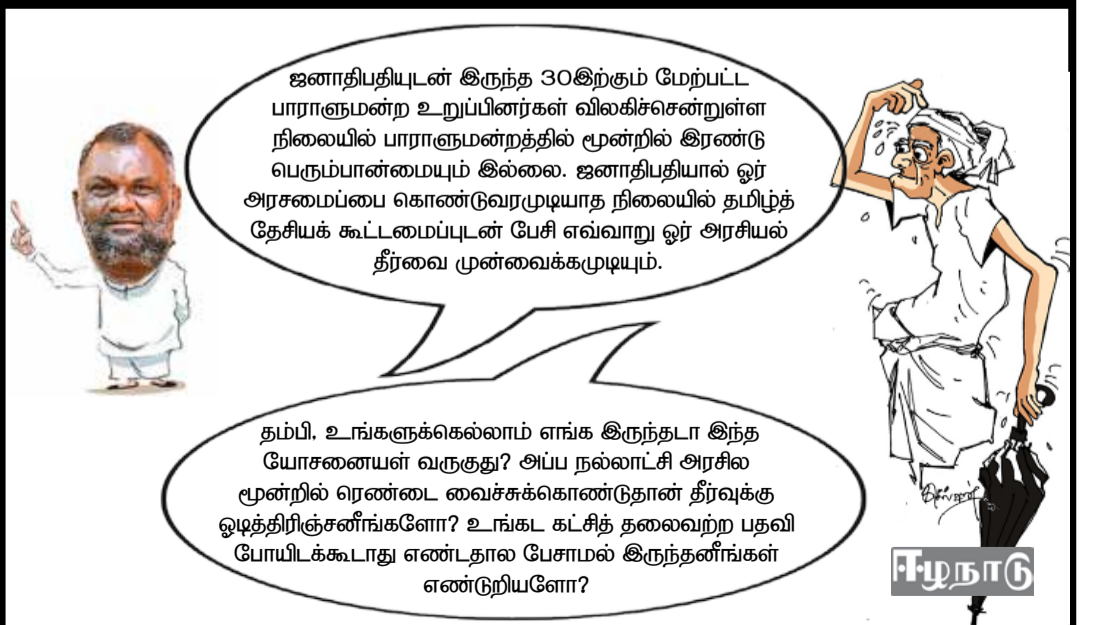 ஜனாதிபதியுடன் இருந்த 30இற்கும் மேற்பட்ட
பாராளுமன்ற உறுப்பினர்கள் விலகிச்சென்றுள்ள
நிலையில் பாராளுமன்றத்தில் மூன்றில் இரண்டு
பெரும்பான்மையும் இல்லை. ஜனாதிபதியால் ஓர்
அரசமைப்பை கொண்டுவரமுடியாத நிலையில் தமிழ்த்
தேசியக் கூட்டமைப்புடன் பேசி எவ்வாறு ஓர் அரசியல்
தீர்வை முன்வைக்கமுடியும்.
தம்பி, உங்களுக்கெல்லாம் எங்க இருந்தடா இந்த
யோசனையள் வருகுது? அப்ப நல்லாட்சி அரசில
மூன்றில் ரெண்டை வைச்சுக்கொண்டுதான் தீர்வுக்கு
ஓடித்திரிஞ்சனீங்களோ? உங்கட கட்சித் தலைவற்ற பதவி
போயிடக்கூடாது எண்டதால பேசாமல் இருந்தனீங்கள்
எண்டுறியளோ?
ஈழநாடு